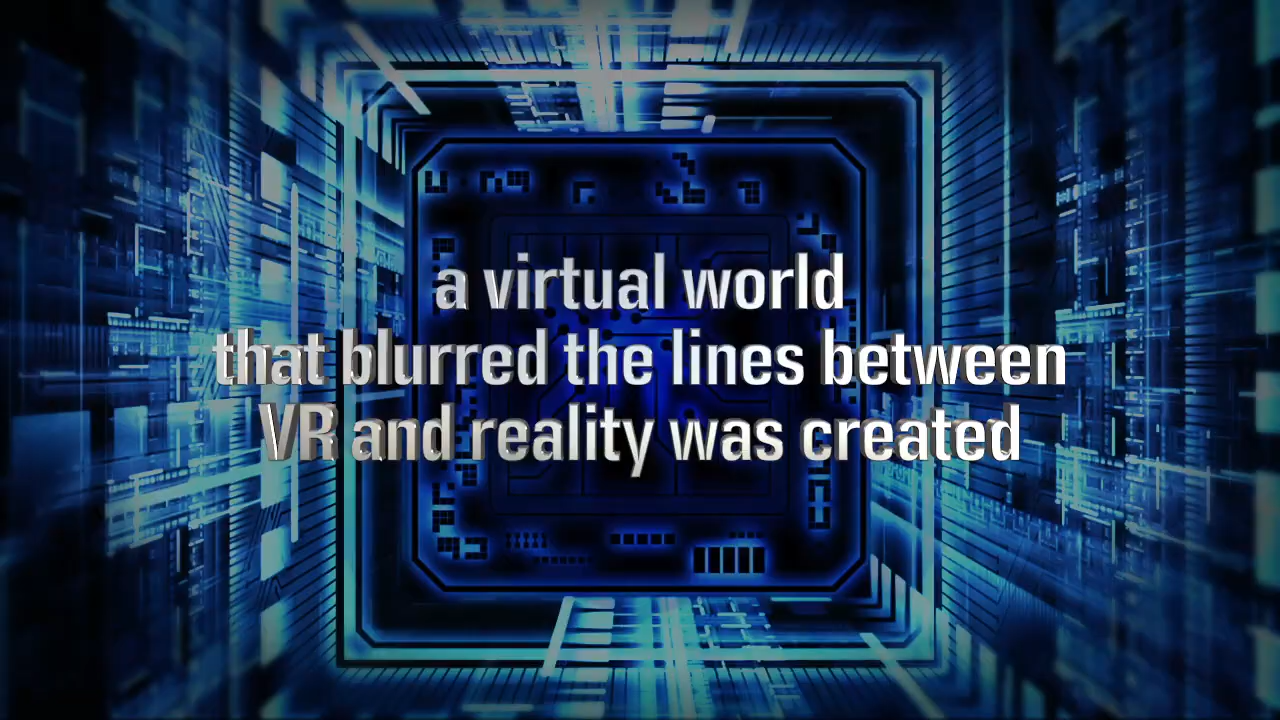 a virtual world
that blurred the lines between
VR and reality was created